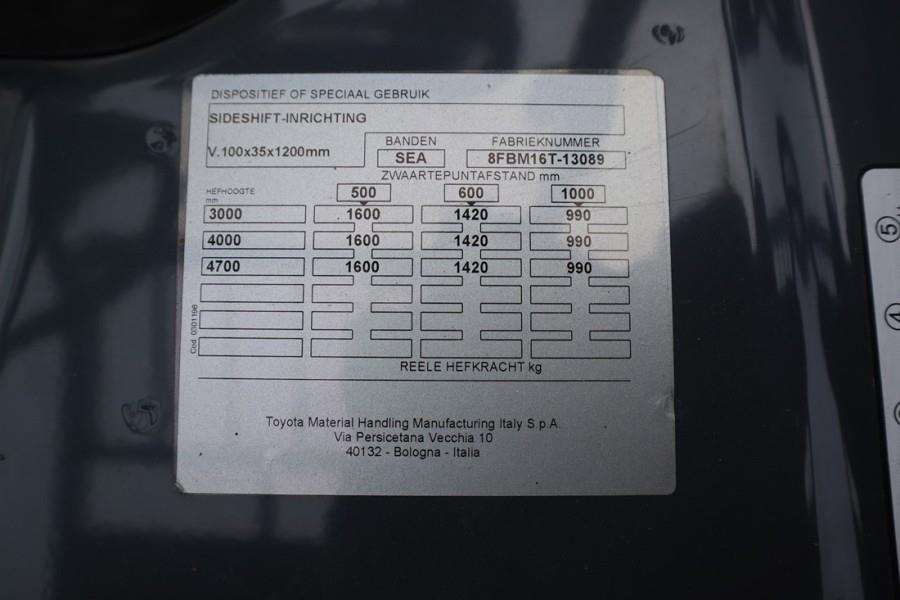 DISPOSITIEF OF SPECIAAL GEBRUIK
SIDESHIFT-INRICHTING
V.100x35x1200mm
BANDEN FABRIEKNUMMER
SEA 8FBM16T-13089
ZWAARTEPUNTAFSTAND mm
HEFHOOGTE
mm
500 600 1000
3000 1600 1420 990
4000 1600 1420 990
4700 1600 1420 990
Cod. 0301196
REELE HEFKRACHT kg
Toyota Material Handling Manufacturing Italy S.p.A.
Via Persicetana Vecchia 10
40132 - Bologna - Italia
5
4